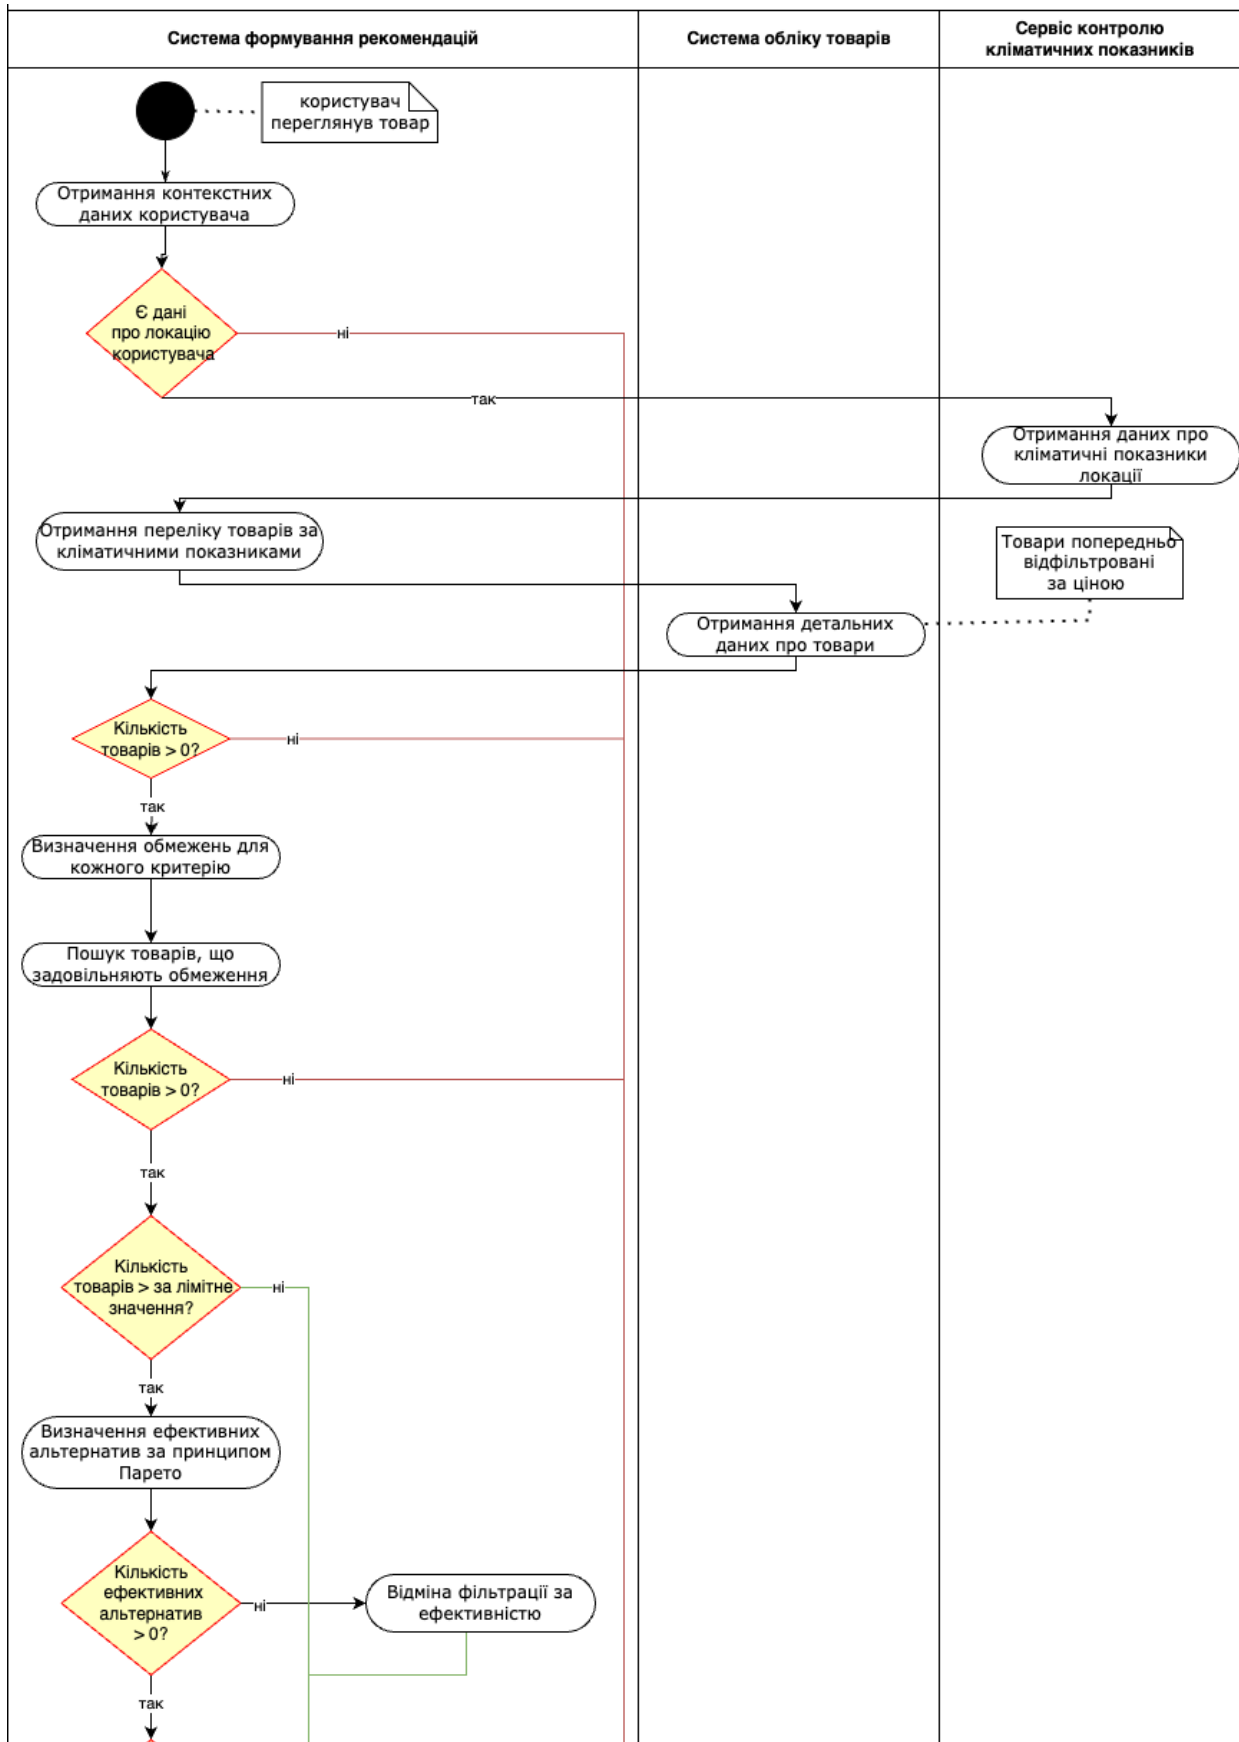 Система формування рекомендацій
Система обліку товарів
Сервіс контролю
кліматичних показників
користувач
переглянув товар
Отримання контекстних
даних користувача
Є дані
про локацію
користувача
ні
так
Отримання даних про
кліматичні показники
локації
Отримання переліку товарів за
кліматичними показниками
Товари попередньо
відфільтровані
за ціною
Отримання детальних
даних про товари
Кількість
товарів > 0?
ні
так
Визначення обмежень для
кожного критерію
Пошук товарів, що
задовільняють обмеження
Кількість
товарів > 0?
ні
так
Кількість
товарів > за лімітне
значення?
ні
так
Визначення ефективних
альтернатив за принципом
Парето
Кількість
ефективних
альтернатив
> 0?
ні
Відміна фільтрації за
ефективністю
так